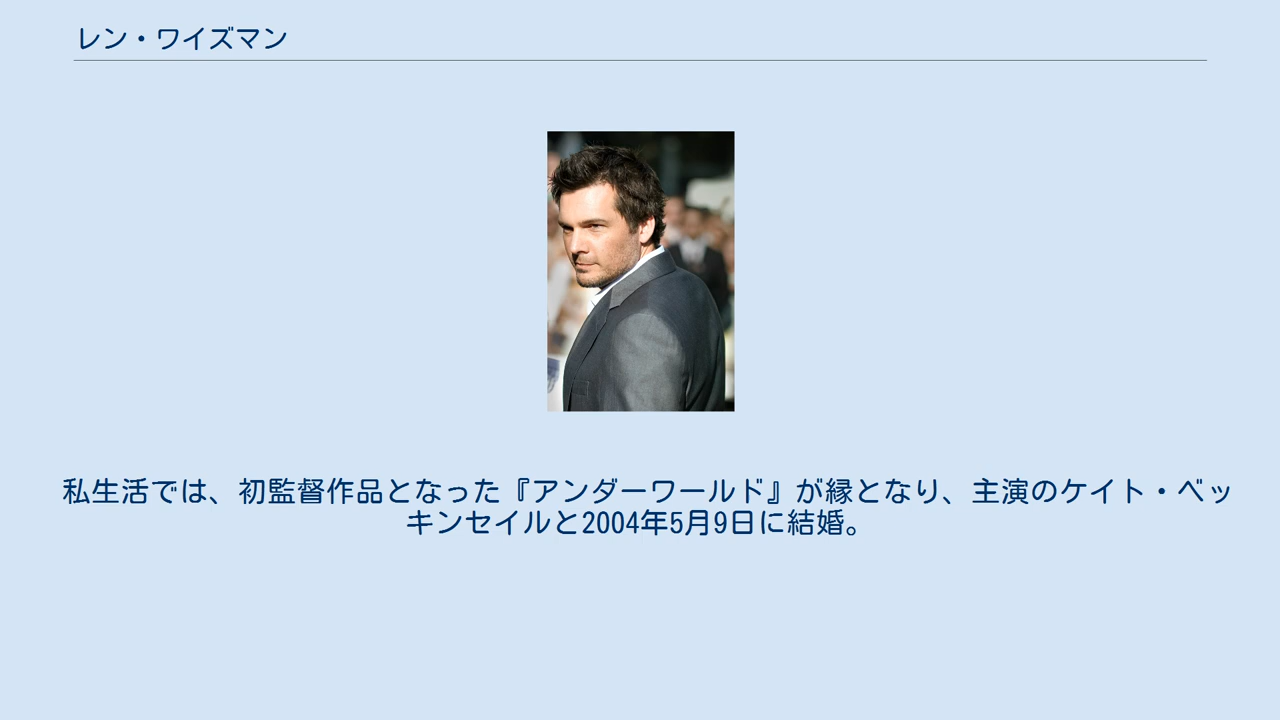 レン・ワイズマン
私生活では、初監督作品となった『アンダーワールド』が縁となり、主演のケイト・ベッ
キンセイルと2004年5月9日に結婚。